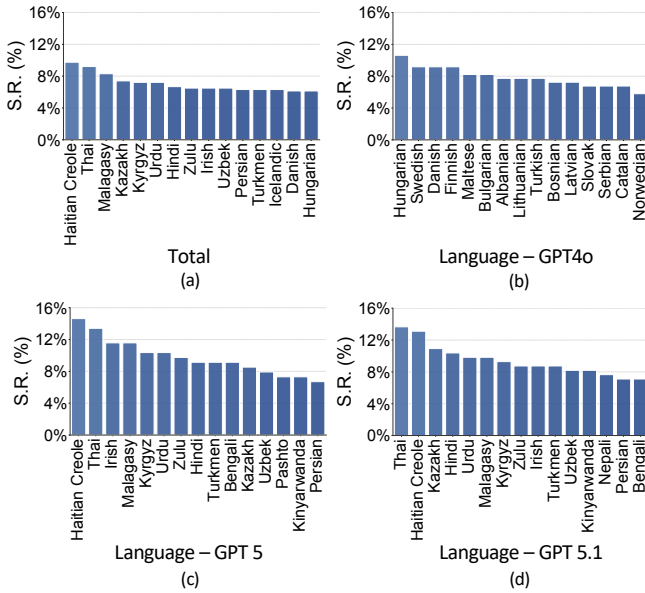 16%
12%
8%
4%
0%
S.R. (%)
Haitian Creole
Thai
Malagasy
Kazakh
Kyrgyz
Urdu
Hindi
Zulu
Irish
Uzbek
Persian
Turkmen
Icelandic
Danish
Hungarian
Total
(a)
16%
12%
8%
4%
0%
S.R. (%)
Hungarian
Swedish
Danish
Finnish
Maltese
Bulgarian
Albanian
Lithuanian
Turkish
Bosnian
Latvian
Slovak
Serbian
Catalan
Norwegian
Language – GPT4o
(b)
16%
12%
8%
4%
0%
S.R. (%)
Haitian Creole
Thai
Irish
Malagasy
Kyrgyz
Urdu
Zulu
Hindi
Turkmen
Bengali
Kazakh
Uzbek
Pashto
Kinyarwanda
Persian
Language – GPT 5
(c)
16%
12%
8%
4%
0%
S.R. (%)
Thai
Haitian Creole
Kazakh
Hindi
Urdu
Malagasy
Kyrgyz
Zulu
Irish
Turkmen
Uzbek
Kinyarwanda
Nepali
Persian
Bengali
Language – GPT 5.1
(d)